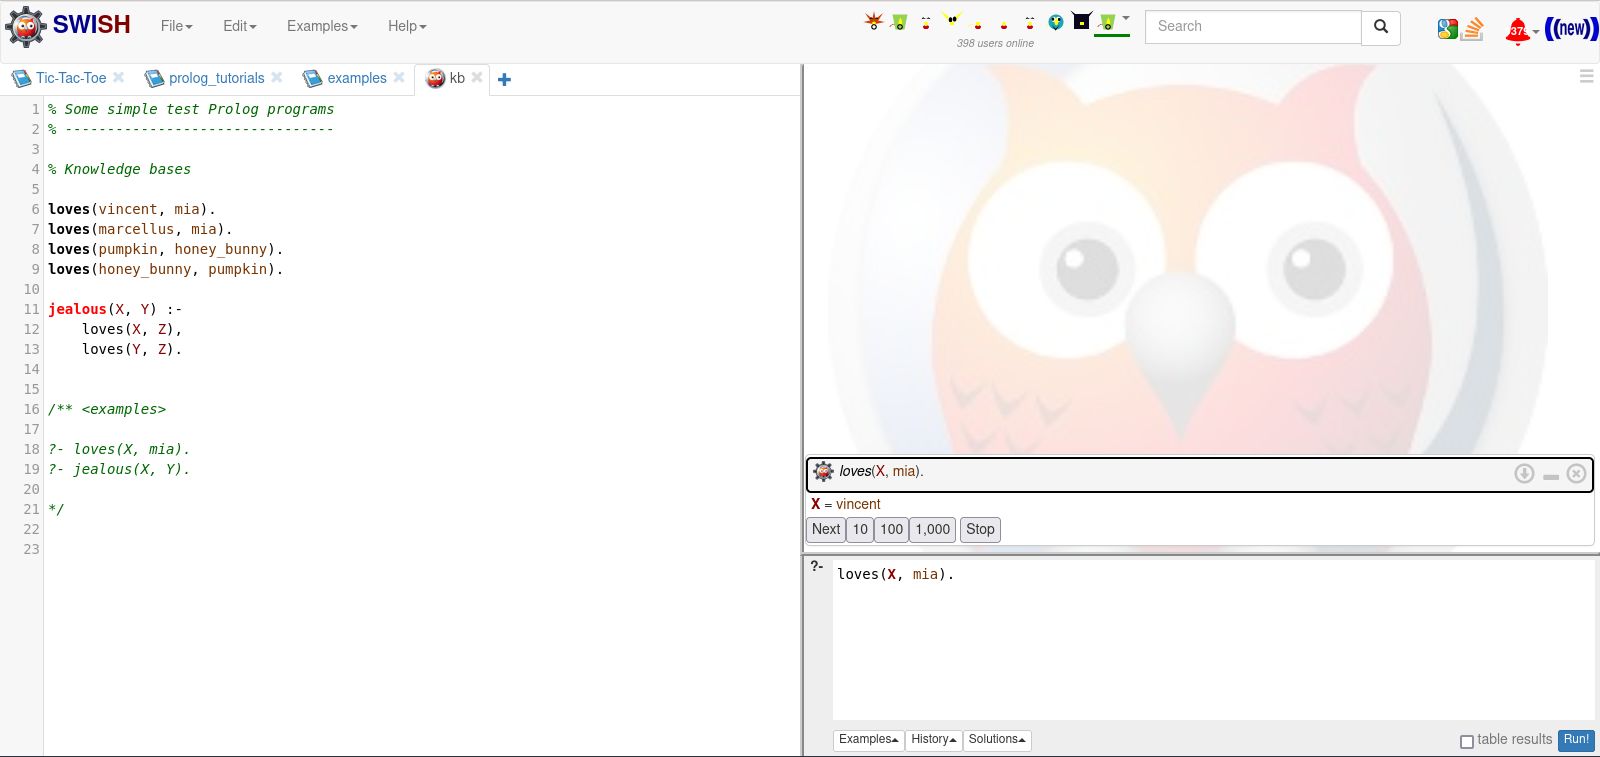 SWISH File Edit Examples Help 398 users online Search ((new))
Tic-Tac-Toe prolog_tutorials examples kb
1 % Some simple test Prolog programs
2 % --------------------------------
3
4 % Knowledge bases
5
6 loves(vincent, mia).
7 loves(marcellus, mia).
8 loves(pumpkin, honey_bunny).
9 loves(honey_bunny, pumpkin).
10
11 jealous(X, Y) :-
12     loves(X, Z),
13     loves(Y, Z).
14
15
16 /** <examples>
17
18 ?- loves(X, mia).
19 ?- jealous(X, Y).
20
21 */
22
23
loves(X, mia).
X = vincent
Next 10 100 1,000 Stop
?- loves(X, mia).
Examples History Solutions table results Run!